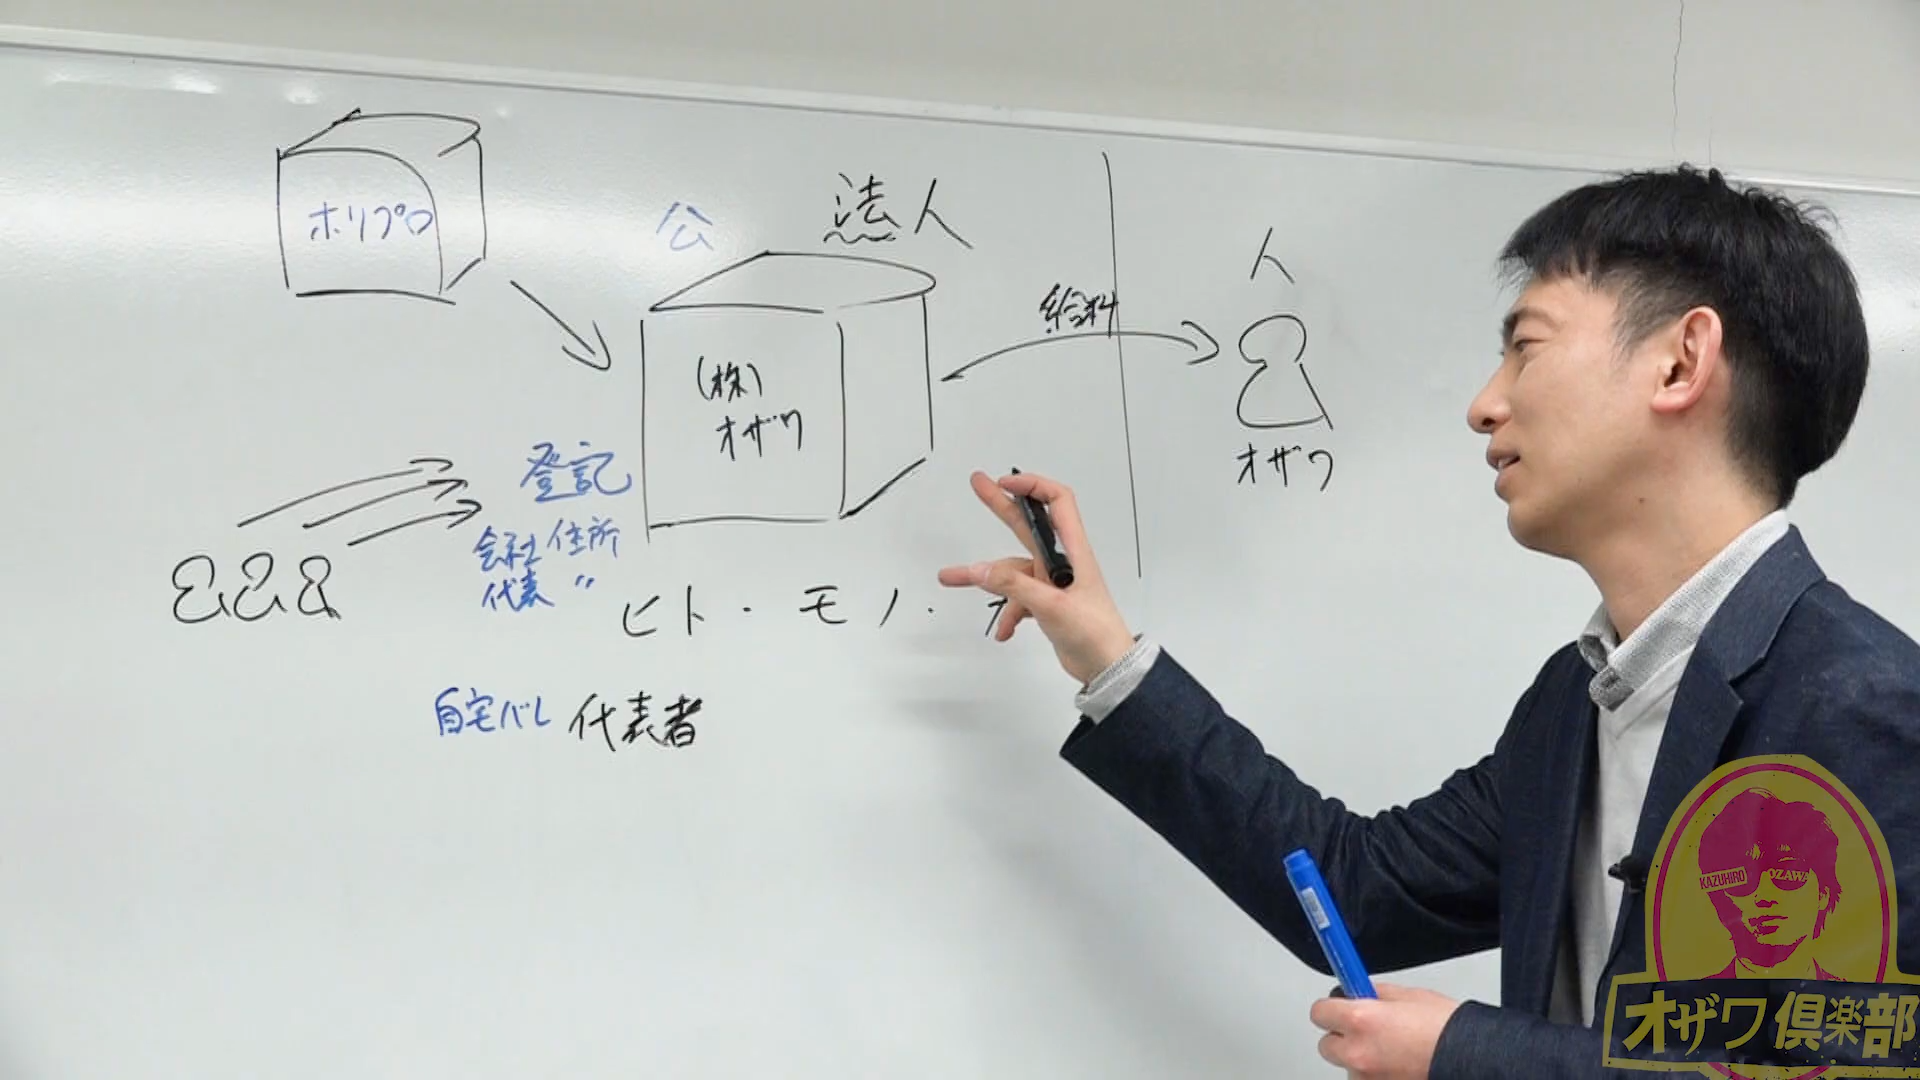 ホリプロ
公 法人
人
給料
(株)
オザワ
オザワ
登記
会社住所
代表 〃
ヒト・モノ・カ
自宅バレ 代表者
KAZUHIRO OZAWA
オザワ倶楽部